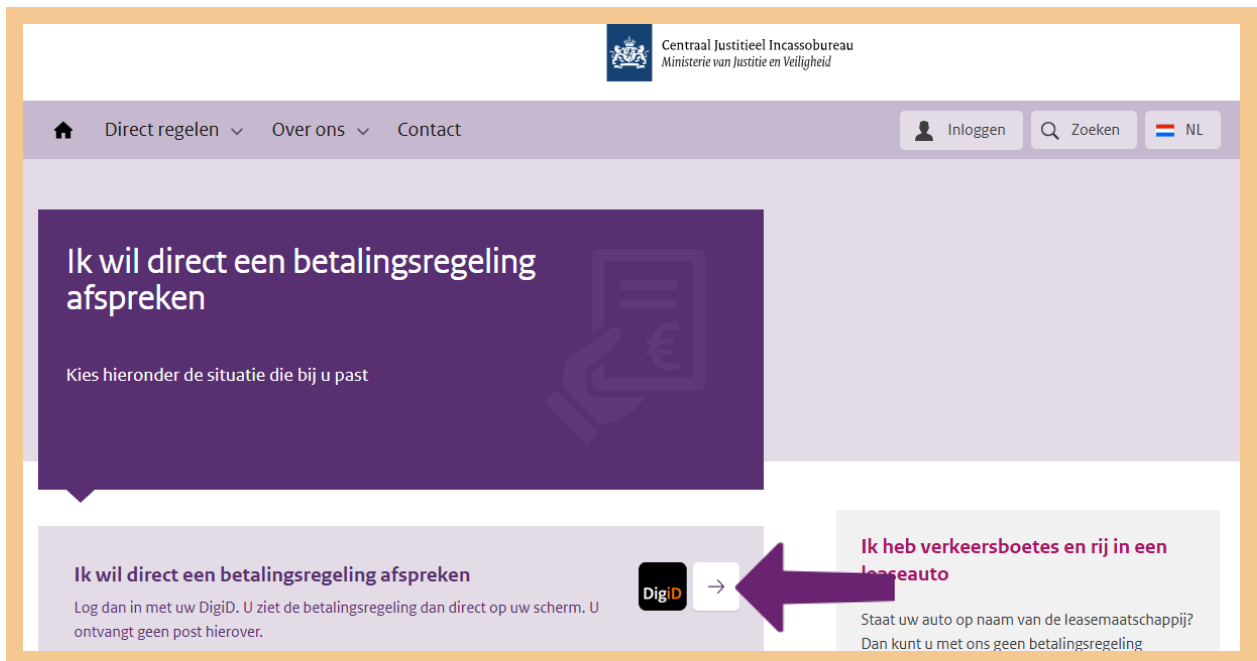 Centraal Justitieel Incassobureau
Ministerie van Justitie en Veiligheid
Direct regelen Over ons Contact Inloggen Zoeken NL
Ik wil direct een betalingsregeling
afspreken
€
Kies hieronder de situatie die bij u past
Ik wil direct een betalingsregeling afspreken
Log dan in met uw DigiD. U ziet de betalingsregeling dan direct op uw scherm. U
ontvangt geen post hierover.
DigiD
Ik heb verkeersboetes en rij in een
leaseauto
Staat uw auto op naam van de leasemaatschappij?
Dan kunt u met ons geen betalingsregeling